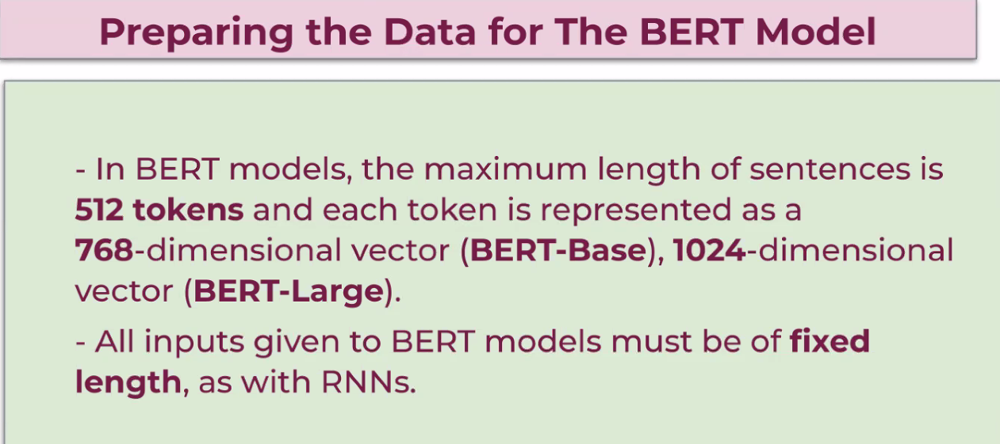 Preparing the Data for The BERT Model
- In BERT models, the maximum length of sentences is
512 tokens and each token is represented as a
768-dimensional vector (BERT-Base), 1024-dimensional
vector (BERT-Large).
- All inputs given to BERT models must be of fixed
length, as with RNNs.